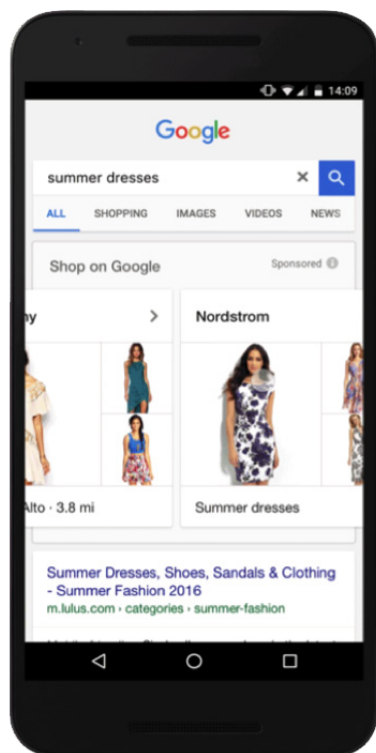 14:09
Google
summer dresses
ALL SHOPPING IMAGES VIDEOS NEWS
Shop on Google Sponsored
ny Nordstrom
Alto · 3.8 mi Summer dresses
Summer Dresses, Shoes, Sandals & Clothing
- Summer Fashion 2016
m.lulus.com › categories › summer-fashion